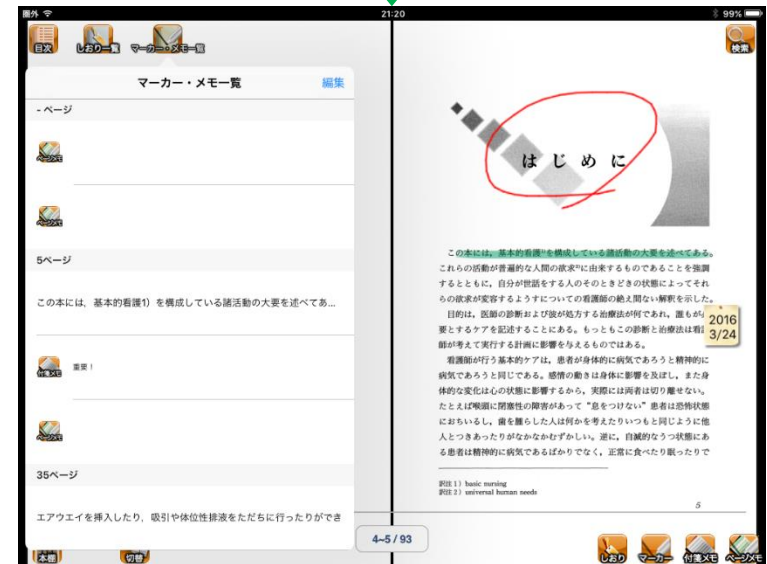 圏外
21:20
99%
目次
しおり一覧
マーカー・メモ一覧
検索
マーカー・メモ一覧
編集
- ページ
ページメモ
ページメモ
5ページ
この本には，基本的看護1）を構成している諸活動の大要を述べてあ...
付箋メモ
重要！
ページメモ
35ページ
エアウエイを挿入したり，吸引や体位性排液をただちに行ったりができ
本棚
切替
4~5 / 93
はじめに
この本には，基本的看護1)を構成している諸活動の大要を述べてある。
これらの活動が普遍的な人間の欲求2)に由来するものであることを強調
するとともに，自分が世話をする人のそのときどきの状態によってそれ
らの欲求が変容するようすについての看護師の絶え間ない解釈を示した。
目的は，医師の診断および彼が処方する治療法が何であれ，誰もが
要とするケアを記述することにある。もっともこの診断と治療法は看
師が考えて実行する計画に影響を与えるものではある。
看護師が行う基本的ケアは，患者が身体的に病気であろうと精神的に
病気であろうと同じである。感情の動きは身体に影響を及ぼし，また身
体的な変化は心の状態に影響するから，実際には両者は切り離せない。
たとえば喉頭に閉塞性の障害があって“息をつけない”患者は恐怖状態
におちいるし，歯を腫らした人は何かを考えたりいつもと同じように他
人とつきあったりがなかなかむずかしい。逆に，自滅的なうつ状態にあ
る患者は精神的に病気であるばかりでなく，正常に食べたり眠ったりで
2016
3/24
訳注1）basic nursing
訳注2）universal human needs
5
しおり
マーカー
付箋メモ
ページメモ